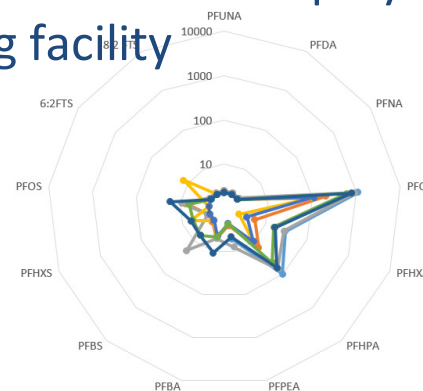 g facility
PFUNA
10000
8:2 FTS
PFDA
1000
6:2FTS
PFNA
100
10
PFOS
PFHXS
PFHPA
PFBS
PFBA
PFPEA